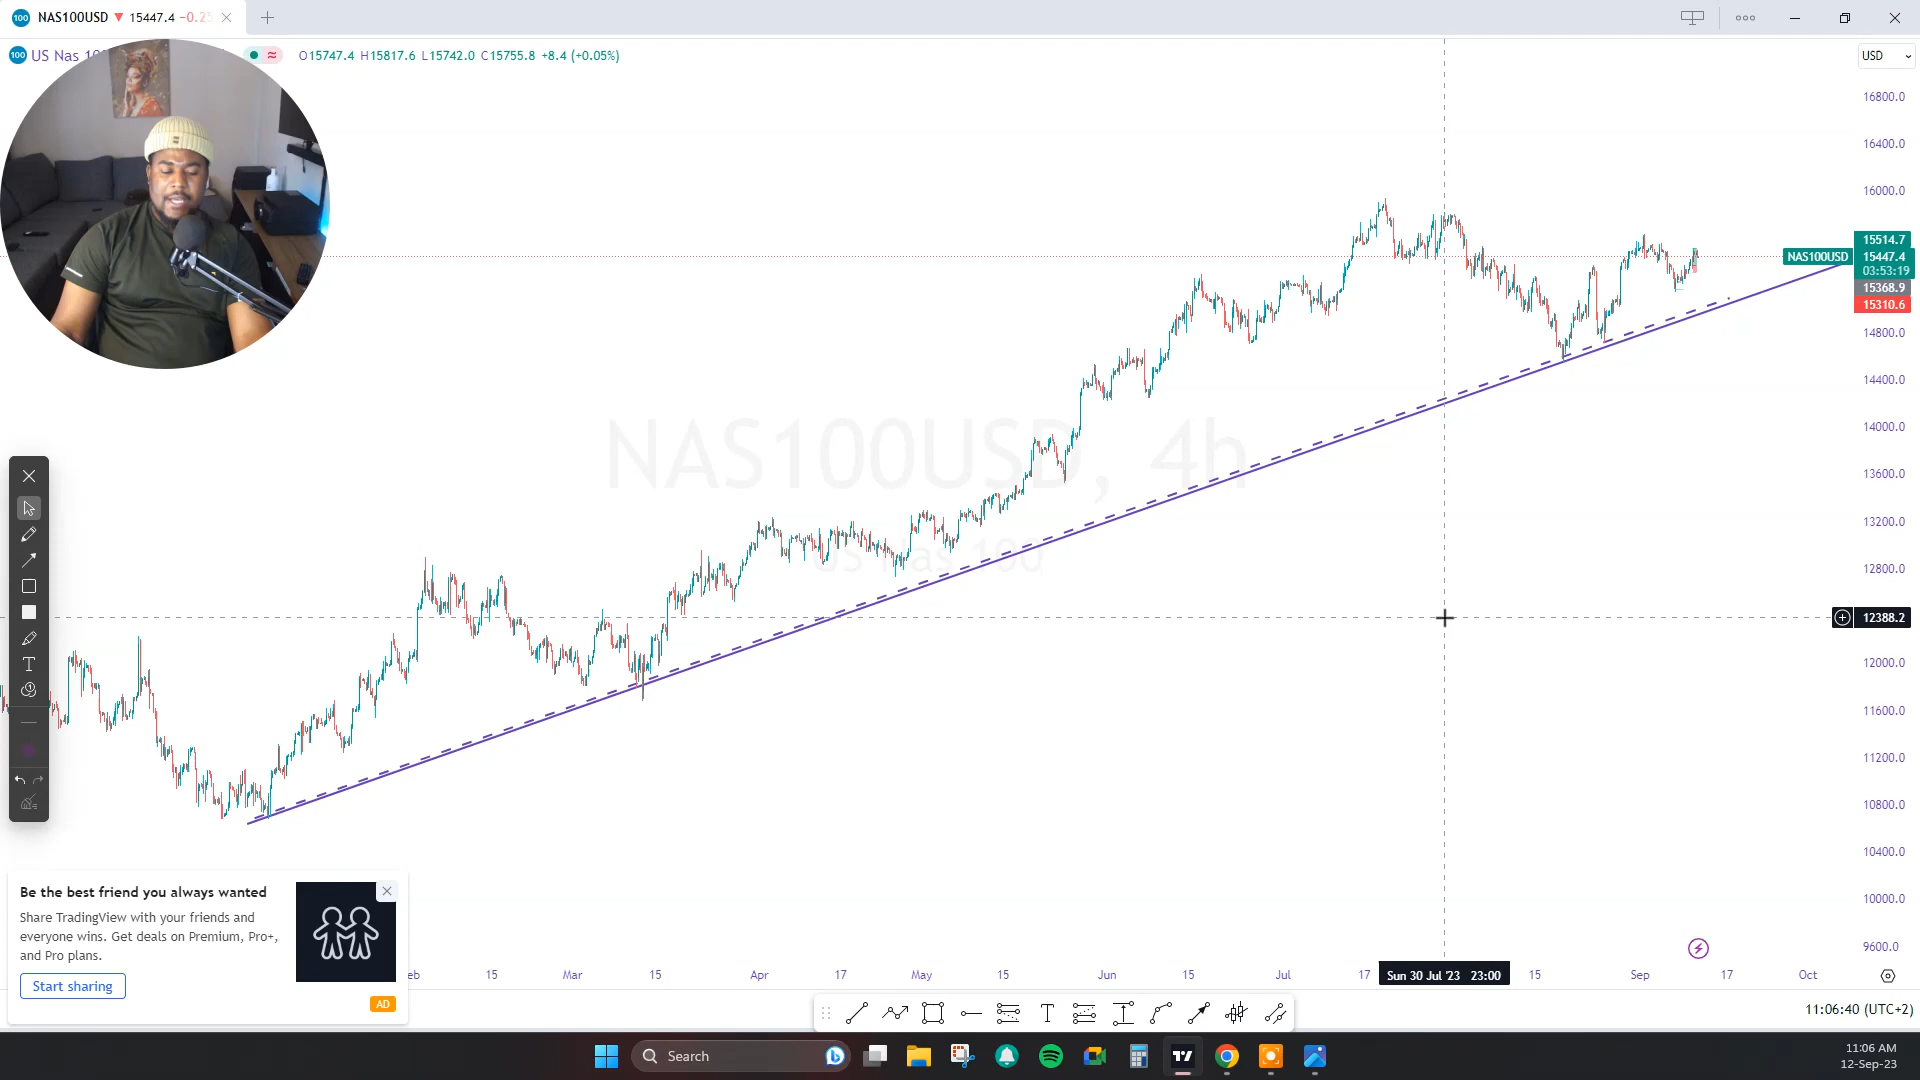 100 NAS100USD ▼ 15447.4 −0.2
100 US Nas 10 O15747.4 H15817.6 L15742.0 C15755.8 +8.4 (+0.05%)
USD
16800.0
16400.0
16000.0
15514.7
NAS100USD 15447.4
03:53:19
15368.9
15310.6
14800.0
14400.0
14000.0
13600.0
13200.0
12800.0
12388.2
12000.0
11600.0
11200.0
10800.0
10400.0
10000.0
9600.0
NAS100USD, 4h
US Nas 100
Be the best friend you always wanted
Share TradingView with your friends and
everyone wins. Get deals on Premium, Pro+,
and Pro plans.
Start sharing
AD
eb 15 Mar 15 Apr 17 May 15 Jun 15 Jul 17 Sun 30 Jul '23 23:00 15 Sep 17 Oct
11:06:40 (UTC+2)
Search
11:06 AM
12-Sep-23